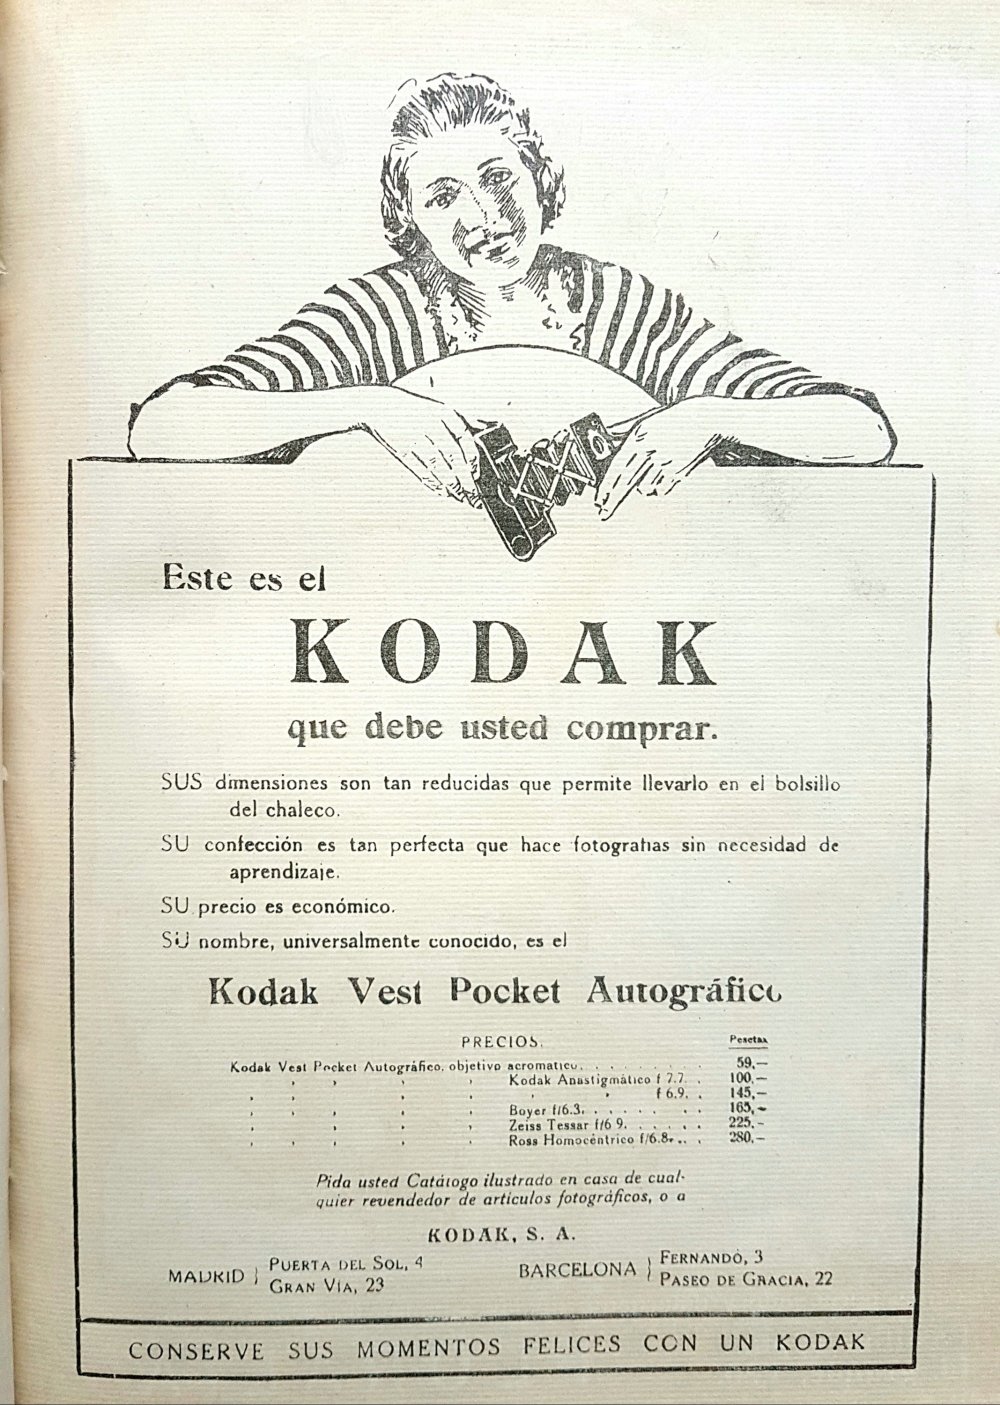 Este es el
KODAK
que debe usted comprar.
SUS dimensiones son tan reducidas que permite llevarlo en el bolsillo
del chaleco.
SU confección es tan perfecta que hace fotografías sin necesidad de
aprendizaje.
SU precio es económico.
SU nombre, universalmente conocido, es el
Kodak Vest Pocket Autográfico
PRECIOS. Pesetas
Kodak Vest Pocket Autográfico, objetivo acromatico. . . . . . . 59,—
, , , , Kodak Anastigmático f 7.7. . 100,—
, , , , , , f 6.9. . 145,—
, , , , Boyer f/6.3. . . . . . . . 165,—
, , , , Zeiss Tessar f/6 9. . . . . . 225,—
, , , , Ross Homocéntrico f/6.8. . . . 280,—
Pida usted Catálogo ilustrado en casa de cual-
quier revendedor de artículos fotográficos, o a
KODAK, S. A.
MADRID } PUERTA DEL SOL, 4
GRAN VÍA, 23
BARCELONA } FERNANDO, 3
PASEO DE GRACIA, 22
CONSERVE SUS MOMENTOS FELICES CON UN KODAK